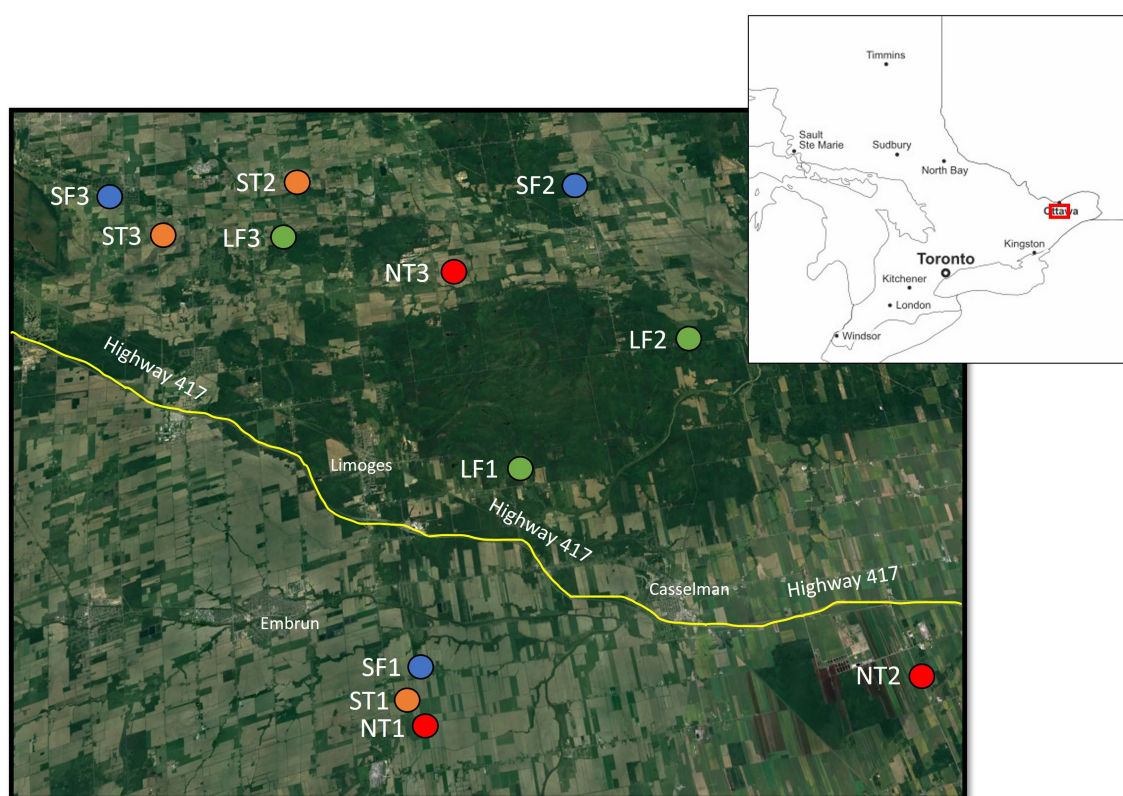 Timmins
Sault
Ste Marie
Sudbury
North Bay
Ottawa
Kingston
Toronto
Kitchener
London
Windsor
SF3
ST2
SF2
ST3
LF3
NT3
LF2
Highway 417
Limoges
LF1
Highway 417
Casselman
Highway 417
Embrun
SF1
NT2
ST1
NT1